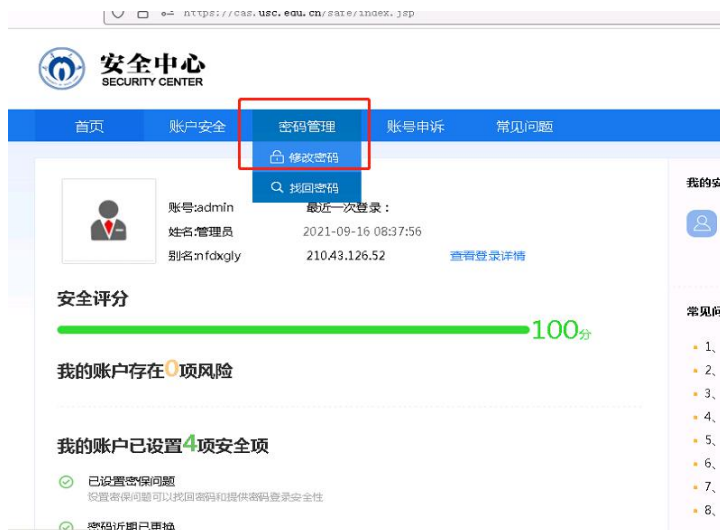 https://cas.usc.edu.cn/safe/index.jsp
安全中心
SECURITY CENTER
首页 账户安全 密码管理 账号申诉 常见问题
修改密码
找回密码
我的安
账号:admin 最近一次登录：
姓名:管理员 2021-09-16 08:37:56
别名:nfdxgly 210.43.126.52 查看登录详情
安全评分
100分
常见问
我的账户存在0项风险
1、
2、
3、
4、
5、
6、
7、
8、
我的账户已设置4项安全项
已设置密保问题
设置密保问题可以找回密码和提供密码登录安全性
密码近期已更换